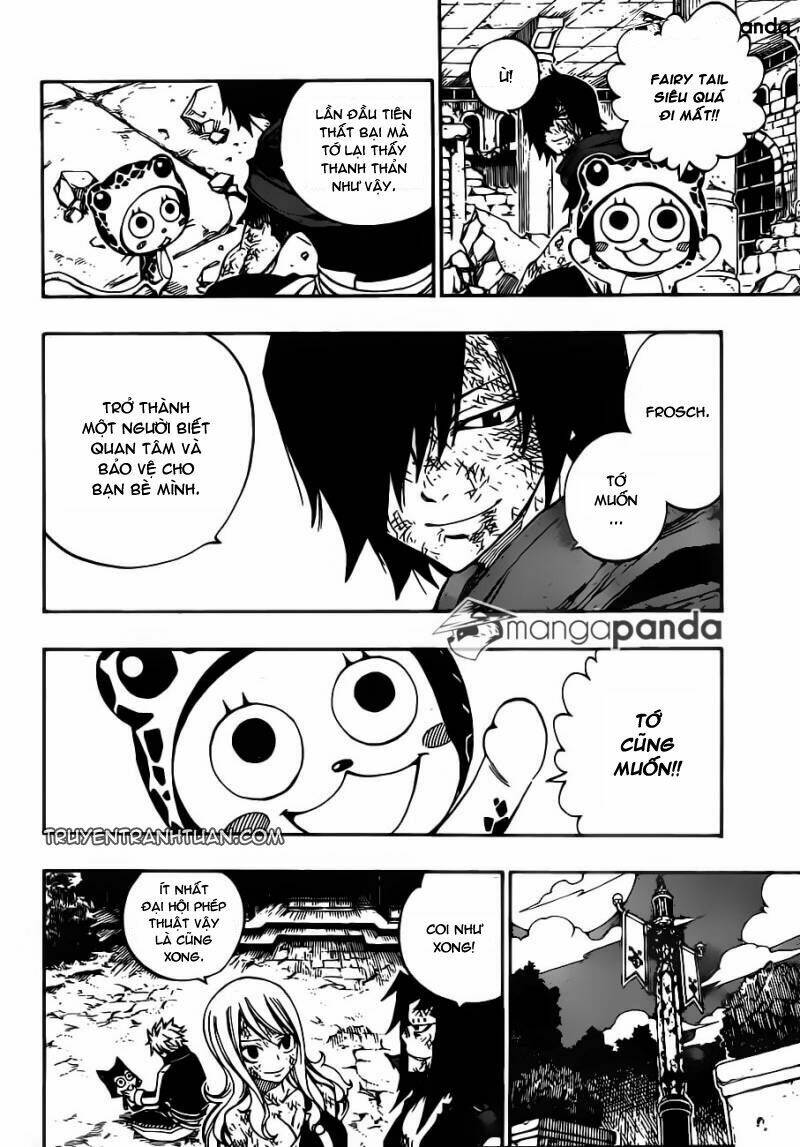 panda
FAIRY TAIL
SIÊU QUÁ
ĐI MẤT!!
Ừ!
LẦN ĐẦU TIÊN
THẤT BẠI MÀ
TỚ LẠI THẤY
THANH THẢN
NHƯ VẬY.
FROSCH.
TỚ
MUỐN
...
TRỞ THÀNH
MỘT NGƯỜI BIẾT
QUAN TÂM VÀ
BẢO VỆ CHO
BẠN BÈ MÌNH.
mangapanda
TỚ
CŨNG
MUỐN!!
TRUYENTRANHTUAN.COM
COI NHƯ
XONG!
ÍT NHẤT
ĐẠI HỘI PHÉP
THUẬT VẬY
LÀ CŨNG
XONG.